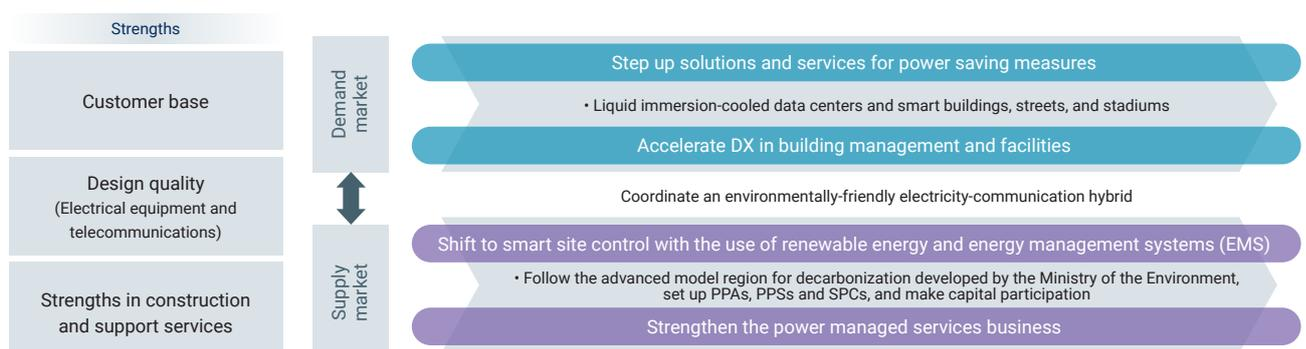 Strengths
Customer base
Design quality
(Electrical equipment and
telecommunications)
Strengths in construction
and support services
Demand
market
Supply
market
Step up solutions and services for power saving measures
• Liquid immersion-cooled data centers and smart buildings, streets, and stadiums
Accelerate DX in building management and facilities
Coordinate an environmentally-friendly electricity-communication hybrid
Shift to smart site control with the use of renewable energy and energy management systems (EMS)
• Follow the advanced model region for decarbonization developed by the Ministry of the Environment,
set up PPAs, PPSs and SPCs, and make capital participation
Strengthen the power managed services business